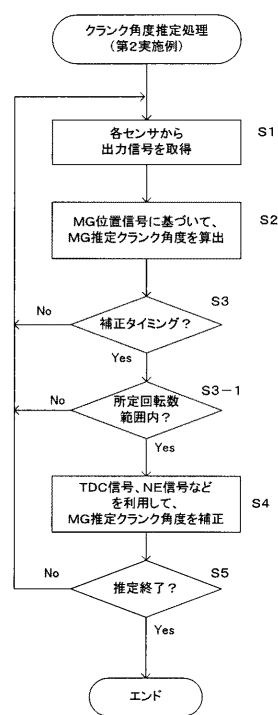 クランク角度推定処理
(第2実施例)
各センサから
出力信号を取得
S1
MG位置信号に基づいて、
MG推定クランク角度を算出
S2
補正タイミング?
S3
No
Yes
所定回転数
範囲内?
S3-1
No
Yes
TDC信号、NE信号など
を利用して、
MG推定クランク角度を補正
S4
推定終了?
S5
No
Yes
エンド